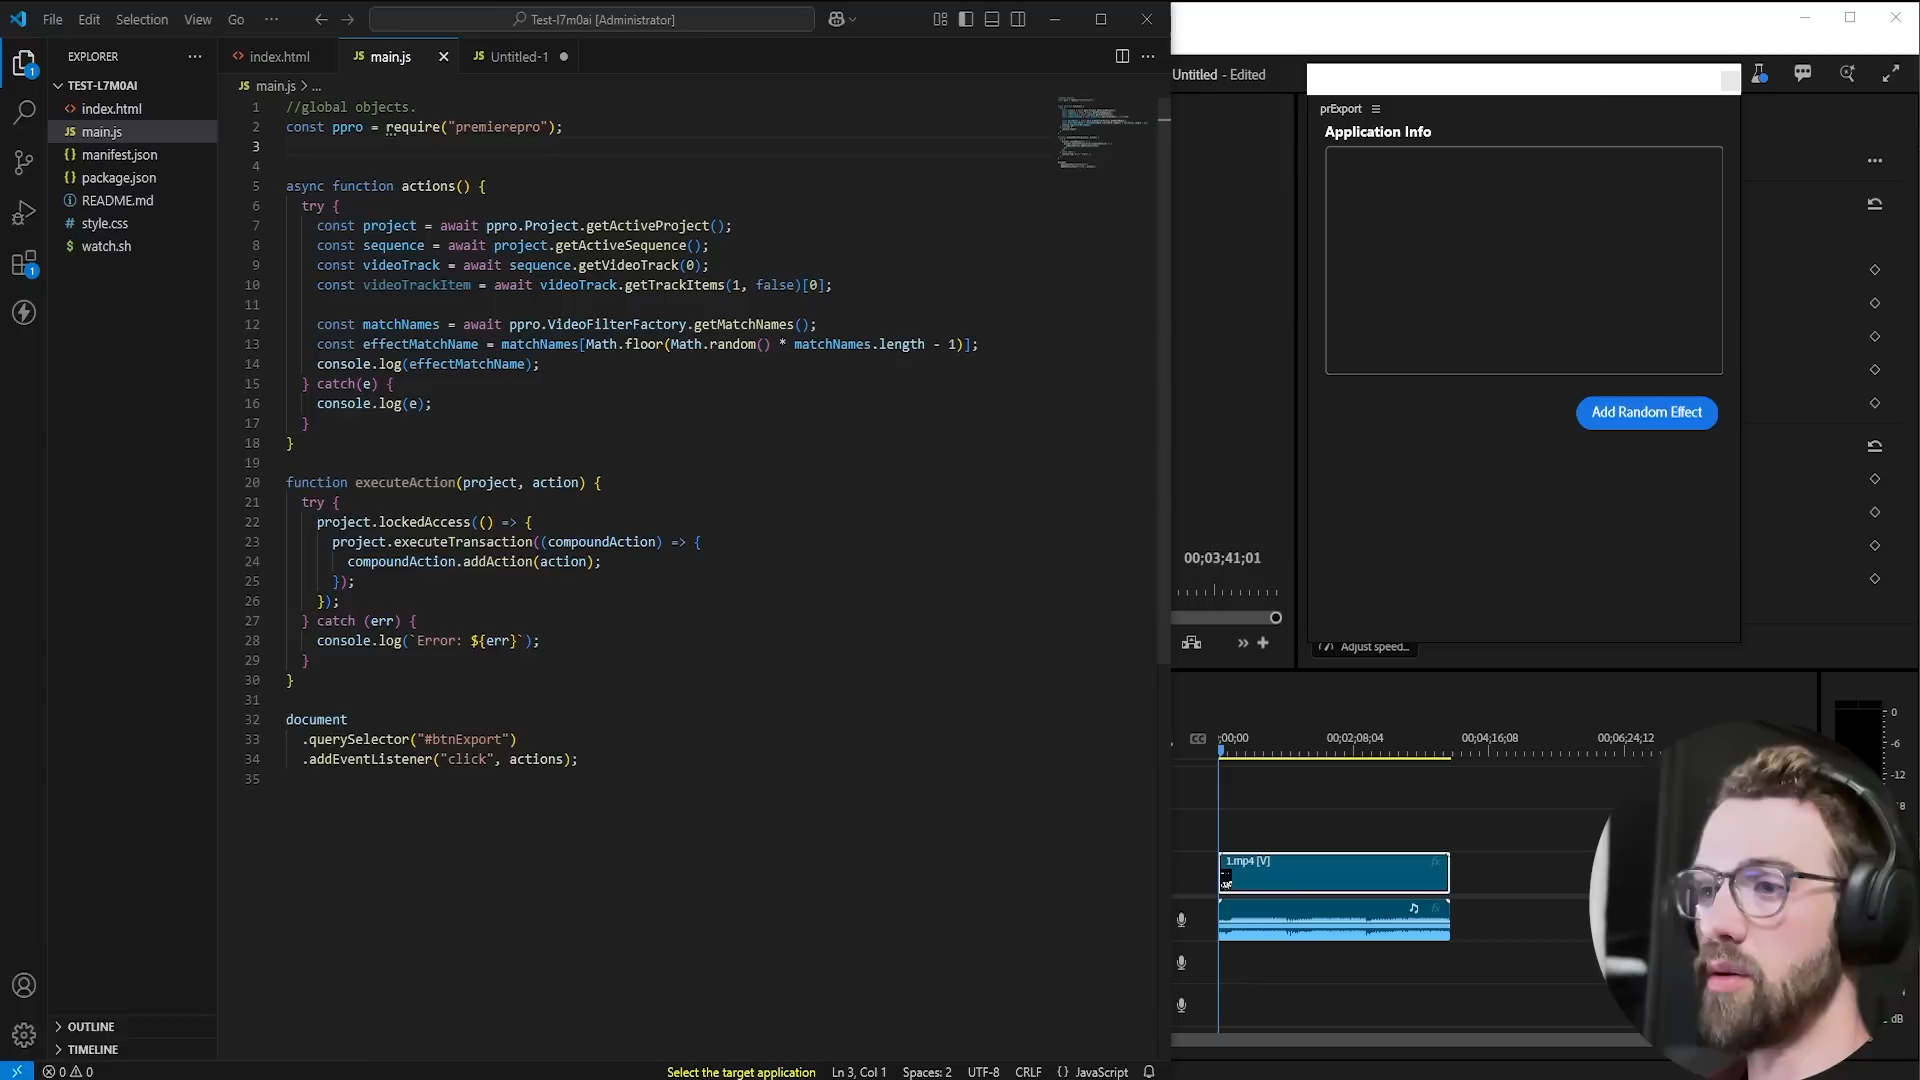 File Edit Selection View Go ···
Test-l7m0ai [Administrator]
EXPLORER
TEST-L7M0AI
index.html
JS main.js
{} manifest.json
{} package.json
README.md
# style.css
$ watch.sh
OUTLINE
TIMELINE
index.html
JS main.js
JS Untitled-1
JS main.js > ...
1 //global objects.
2 const ppro = require("premierepro");
3
4
5 async function actions() {
6 try {
7 const project = await ppro.Project.getActiveProject();
8 const sequence = await project.getActiveSequence();
9 const videoTrack = await sequence.getVideoTrack(0);
10 const videoTrackItem = await videoTrack.getTrackItems(1, false)[0];
11
12 const matchNames = await ppro.VideoFilterFactory.getMatchNames();
13 const effectMatchName = matchNames[Math.floor(Math.random() * matchNames.length - 1)];
14 console.log(effectMatchName);
15 } catch(e) {
16 console.log(e);
17 }
18 }
19
20 function executeAction(project, action) {
21 try {
22 project.lockedAccess(() => {
23 project.executeTransaction((compoundAction) => {
24 compoundAction.addAction(action);
25 });
26 });
27 } catch (err) {
28 console.log(`Error: ${err}`);
29 }
30 }
31
32 document
33 .querySelector("#btnExport")
34 .addEventListener("click", actions);
35
1
1
0 0
Select the target application Ln 3, Col 1 Spaces: 2 UTF-8 CRLF {} JavaScript
Untitled - Edited
prExport
Application Info
Add Random Effect
00;03;41;01
Adjust speed...
;00;00 00;02;08;04 00;04;16;08 00;06;24;12
CC
1.mp4 [V] fx
fx
0
-6
-12
dB